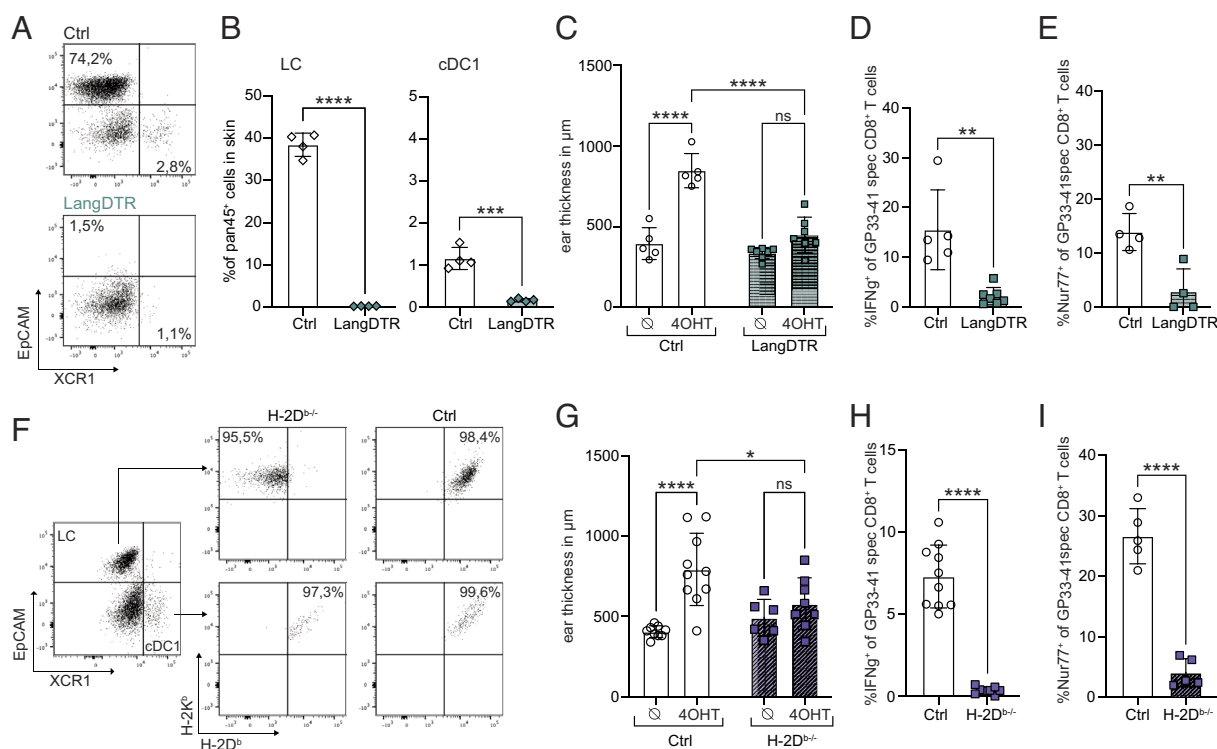 A
Ctrl
74,2%
2,8%
LangDTR
1,5%
1,1%
EpCAM
XCR1
B
LC
cDC1
%of pan45⁺ cells in skin
50
40
30
20
10
0
****
Ctrl
LangDTR
5
4
3
2
1
0
***
Ctrl
LangDTR
C
ear thickness in µm
1500
1000
500
0
****
****
ns
∅ 4OHT ∅ 4OHT
Ctrl LangDTR
D
%IFNg⁺ of GP33-41 spec CD8⁺ T cells
40
30
20
10
0
**
Ctrl
LangDTR
E
%Nur77⁺ of GP33-41spec CD8⁺ T cells
40
30
20
10
0
**
Ctrl
LangDTR
F
H-2Dᵇ⁻/⁻
Ctrl
95,5%
98,4%
LC
cDC1
97,3%
99,6%
EpCAM
XCR1
H-2Kᵇ
H-2Dᵇ
G
ear thickness in µm
1500
1000
500
0
*
****
ns
∅ 4OHT ∅ 4OHT
Ctrl H-2Dᵇ⁻/⁻
H
%IFNg⁺ of GP33-41 spec CD8⁺ T cells
15
10
5
0
****
Ctrl
H-2Dᵇ⁻/⁻
I
%Nur77⁺ of GP33-41spec CD8⁺ T cells
40
30
20
10
0
****
Ctrl
H-2Dᵇ⁻/⁻